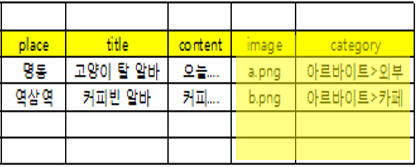 place title content image category
명동 고양이 탈 알바 오늘.... a.png 아르바이트>외부
역삼역 커피빈 알바 커피.... b.png 아르바이트>카페